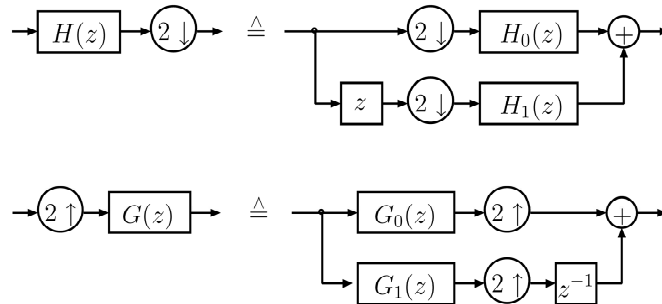 H(z) 2 ↓ ≙ 2 ↓ H₀(z) +
z 2 ↓ H₁(z)
2 ↑ G(z) ≙ G₀(z) 2 ↑ +
G₁(z) 2 ↑ z⁻¹